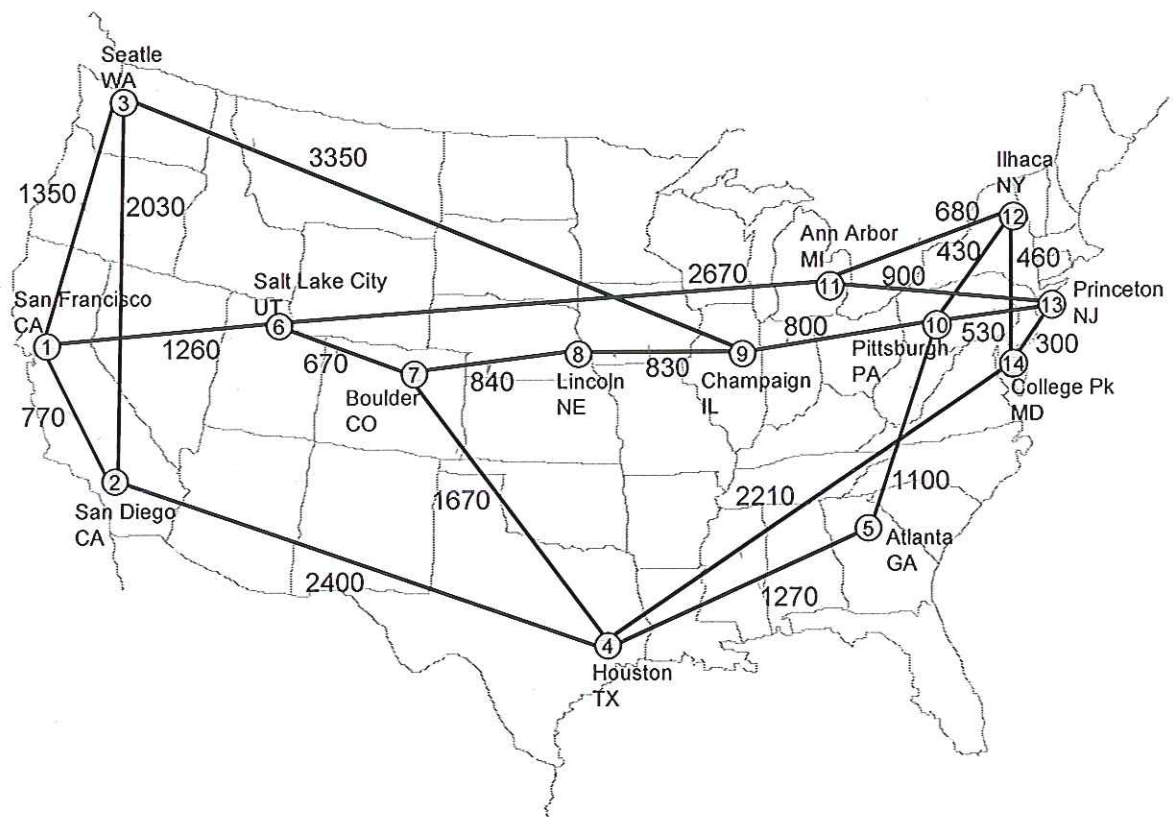 Seatle
WA
3
3350
Ilhaca
NY
1350
2030
680
12
Ann Arbor
MI
430
460
Salt Lake City
UT
2670
11
900
Princeton
NJ
13
San Francisco
CA
1
1260
6
670
7
840
8
830
9
800
10
530
300
14
Boulder
CO
Lincoln
NE
Champaign
IL
Pittsburgh
PA
College Pk
MD
770
2
San Diego
CA
1670
2210
1100
5
Atlanta
GA
2400
1270
4
Houston
TX